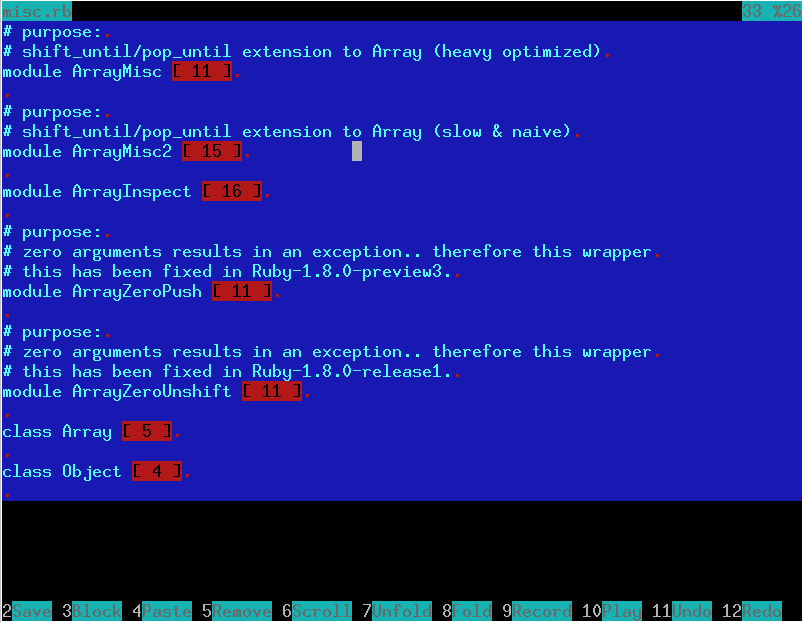 misc.rb 33 %26
# purpose:.
# shift_until/pop_until extension to Array (heavy optimized).
module ArrayMisc [ 11 ].
.
# purpose:.
# shift_until/pop_until extension to Array (slow & naive).
module ArrayMisc2 [ 15 ].
.
module ArrayInspect [ 16 ].
.
# purpose:.
# zero arguments results in an exception.. therefore this wrapper.
# this has been fixed in Ruby-1.8.0-preview3..
module ArrayZeroPush [ 11 ].
.
# purpose:.
# zero arguments results in an exception.. therefore this wrapper.
# this has been fixed in Ruby-1.8.0-release1..
module ArrayZeroUnshift [ 11 ].
.
class Array [ 5 ].
.
class Object [ 4 ].
.
2Save 3Block 4Paste 5Remove 6Scroll 7Unfold 8Fold 9Record 10Play 11Undo 12Redo